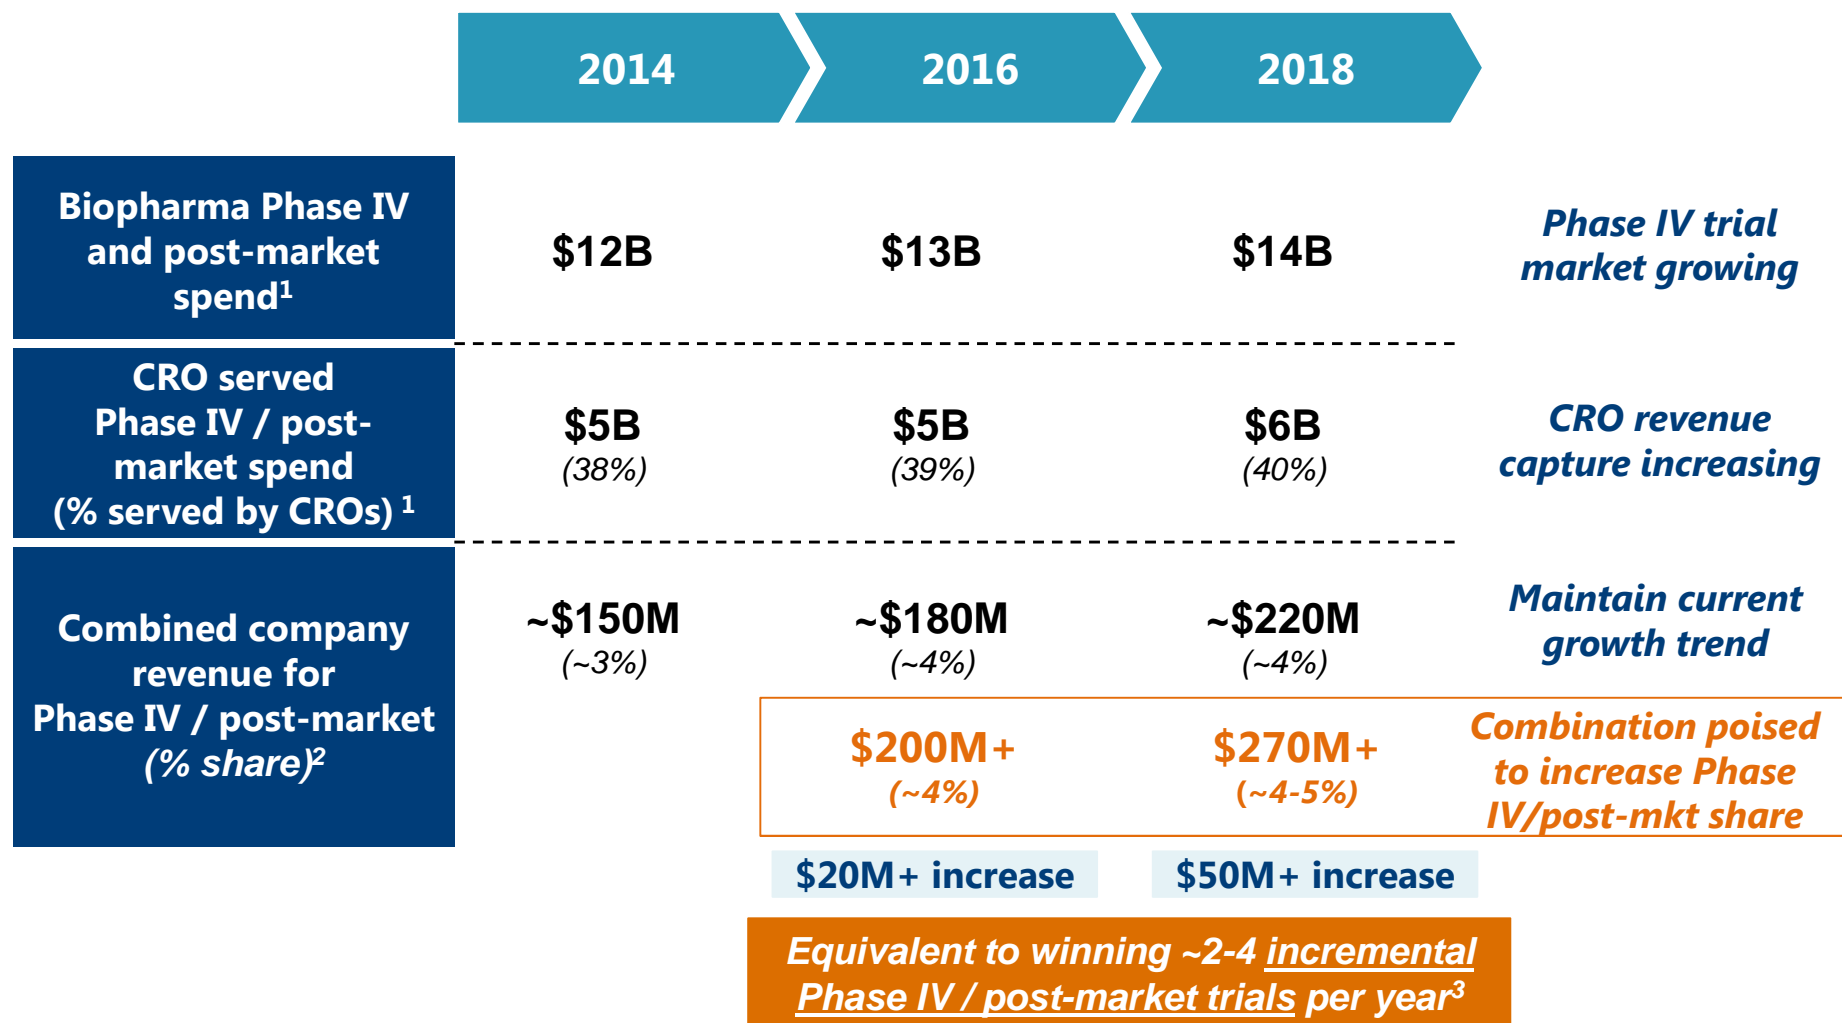 2014 2016 2018
Biopharma Phase IV
and post-market
spend1
$12B $13B $14B
Phase IV trial
market growing
CRO served
Phase IV / post-
market spend
(% served by CROs) 1
$5B $5B $6B
(38%) (39%) (40%)
CRO revenue
capture increasing
Combined company
revenue for
Phase IV / post-market
(% share)2
~$150M ~$180M ~$220M
(~3%) (~4%) (~4%)
Maintain current
growth trend
$200M+ $270M+
(~4%) (~4-5%)
Combination poised
to increase Phase
IV/post-mkt share
$20M+ increase $50M+ increase
Equivalent to winning ~2-4 incremental
Phase IV / post-market trials per year3